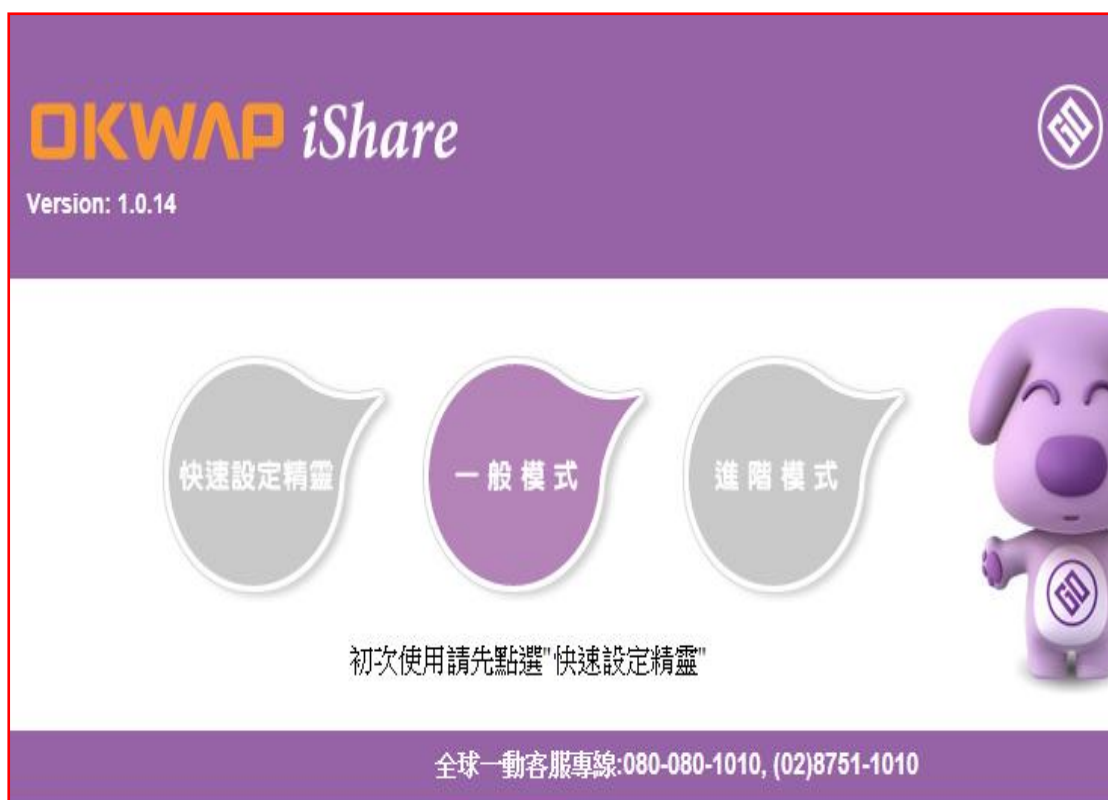 OKWAP iShare
Version: 1.0.14
快速設定精靈
一般模式
進階模式
初次使用請先點選"快速設定精靈"
全球一動客服專線:080-080-1010, (02)8751-1010